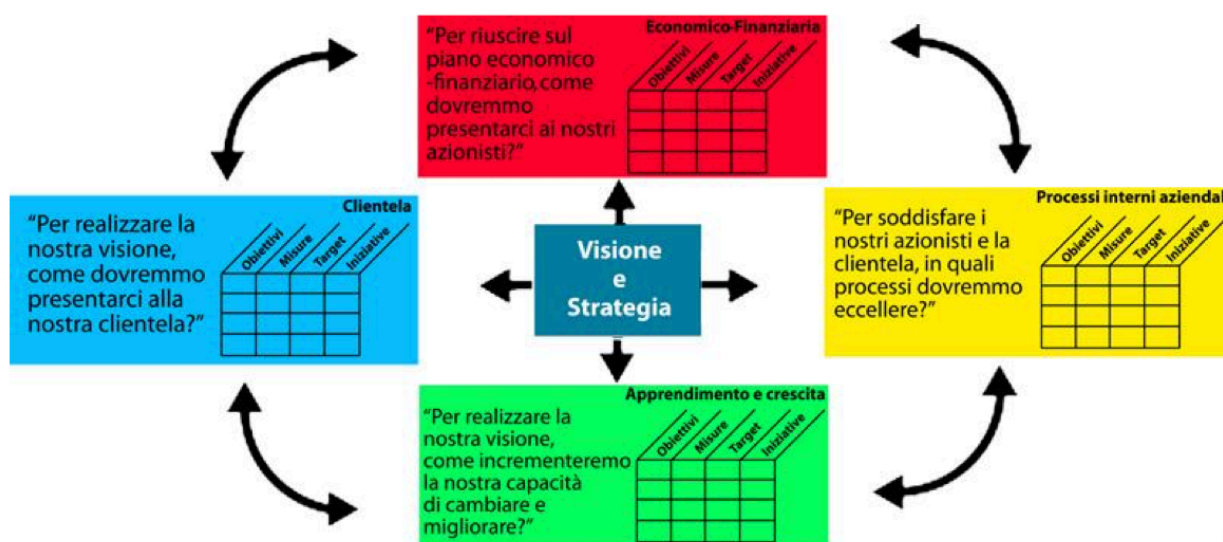 Economico-Finanziaria
“Per riuscire sul
piano economico
-finanziario, come
dovremmo
presentarci ai nostri
azionisti?”
Obiettivi
Misure
Target
Iniziative
Clientela
“Per realizzare la
nostra visione,
come dovremmo
presentarci alla
nostra clientela?”
Obiettivi
Misure
Target
Iniziative
Visione
e
Strategia
Processi interni aziendal
“Per soddisfare i
nostri azionisti e la
clientela, in quali
processi dovremmo
eccellere?”
Obiettivi
Misure
Target
Iniziative
Apprendimento e crescita
“Per realizzare la
nostra visione,
come incrementeremo
la nostra capacità
di cambiare e
migliorare?”
Obiettivi
Misure
Target
Iniziative